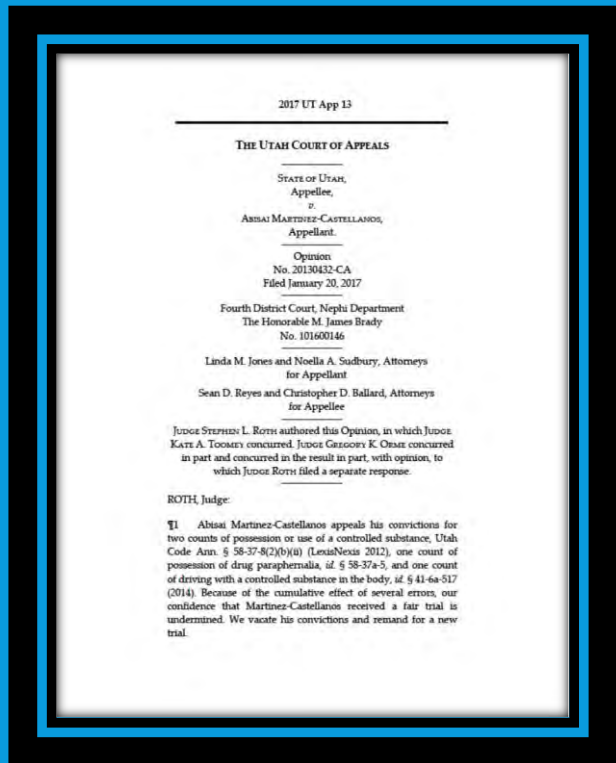 2017 UT App 13
THE UTAH COURT OF APPEALS
STATE OF UTAH,
Appellee,
v.
ABISAI MARTINEZ-CASTELLANOS,
Appellant.
Opinion
No. 20130432-CA
Filed January 20, 2017
Fourth District Court, Nephi Department
The Honorable M. James Brady
No. 101600146
Linda M. Jones and Noella A. Sudbury, Attorneys
for Appellant
Sean D. Reyes and Christopher D. Ballard, Attorneys
for Appellee
JUDGE STEPHEN L. ROTH authored this Opinion, in which JUDGE
KATE A. TOOMEY concurred. JUDGE GREGORY K. ORME concurred
in part and concurred in the result in part, with opinion, to
which JUDGE ROTH filed a separate response.
ROTH, Judge:
¶1 Abisai Martinez-Castellanos appeals his convictions for
two counts of possession or use of a controlled substance, Utah
Code Ann. § 58-37-8(2)(b)(ii) (LexisNexis 2012), one count of
possession of drug paraphernalia, id. § 58-37a-5, and one count
of driving with a controlled substance in the body, id. § 41-6a-517
(2014). Because of the cumulative effect of several errors, our
confidence that Martinez-Castellanos received a fair trial is
undermined. We vacate his convictions and remand for a new
trial.